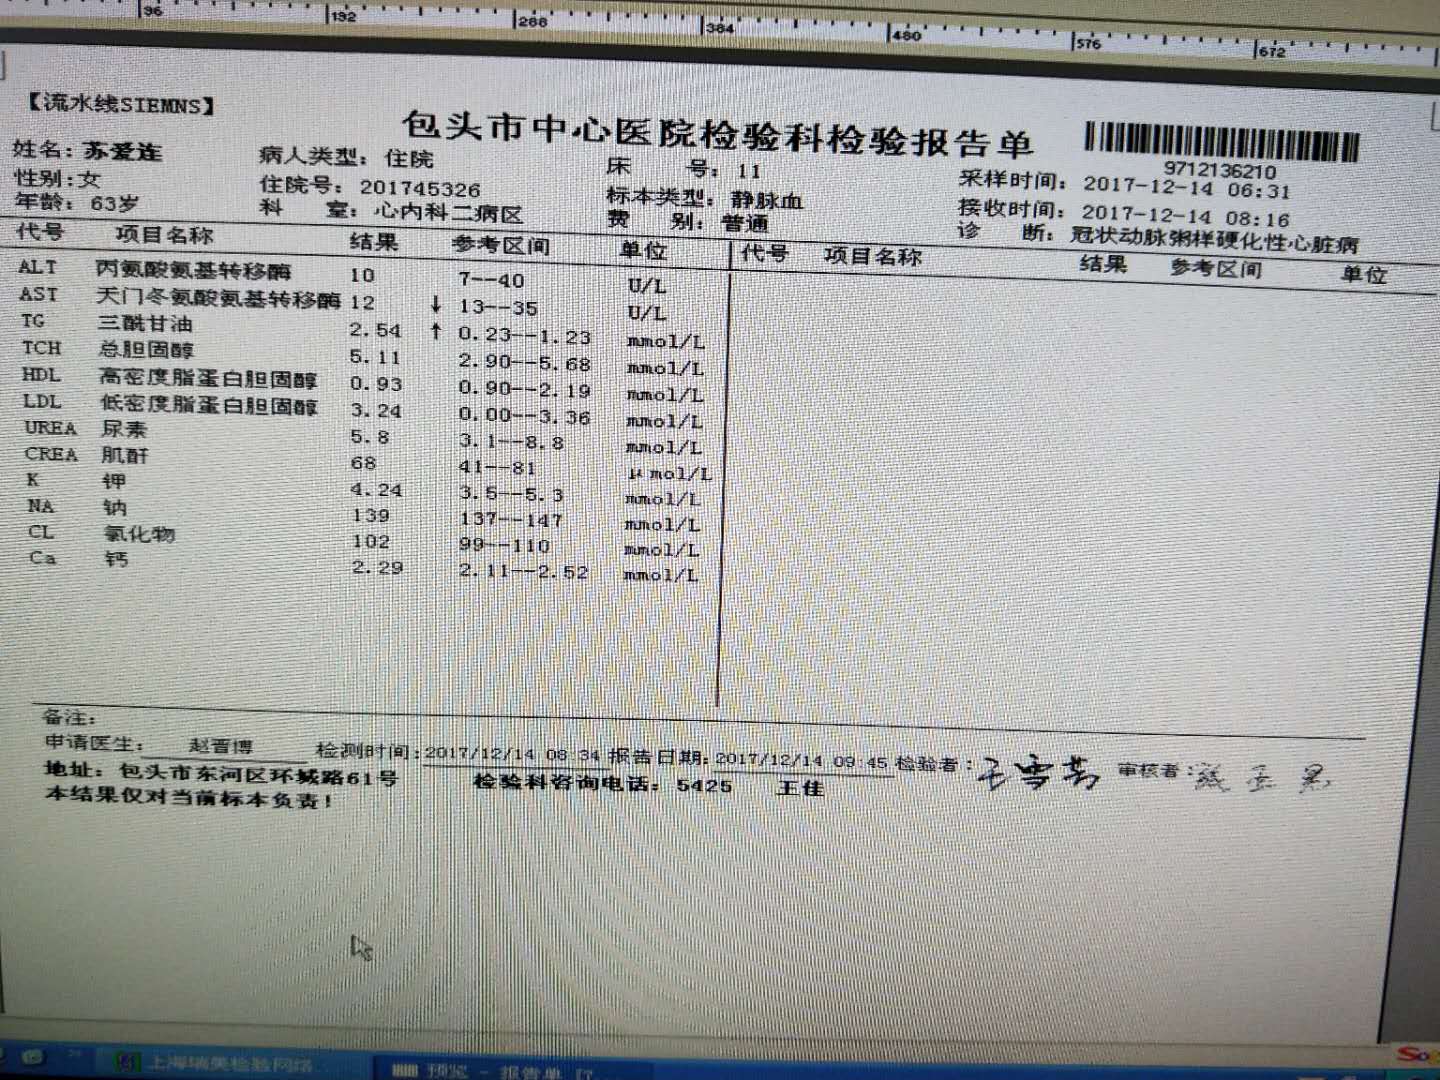 96 192 288 384 480 576 672
【流水线SIEMNS】
包头市中心医院检验科检验报告单
9712136210
姓名：苏爱连 病人类型：住院 床 号：11 采样时间：2017-12-14 06:31
性别:女 住院号：201745326 标本类型：静脉血 接收时间：2017-12-14 08:16
年龄：63岁 科 室：心内科二病区 费 别：普通 诊 断：冠状动脉粥样硬化性心脏病
代号 项目名称 结果 参考区间 单位 代号 项目名称 结果 参考区间 单位
ALT 丙氨酸氨基转移酶 10 7--40 U/L
AST 天门冬氨酸氨基转移酶 12 ↓ 13--35 U/L
TG 三酰甘油 2.54 ↑ 0.23--1.23 mmol/L
TCH 总胆固醇 5.11 2.90--5.68 mmol/L
HDL 高密度脂蛋白胆固醇 0.93 0.90--2.19 mmol/L
LDL 低密度脂蛋白胆固醇 3.24 0.00--3.36 mmol/L
UREA 尿素 5.8 3.1--8.8 mmol/L
CREA 肌酐 68 41--81 μmol/L
K 钾 4.24 3.5--5.3 mmol/L
NA 钠 139 137--147 mmol/L
CL 氯化物 102 99--110 mmol/L
Ca 钙 2.29 2.11--2.52 mmol/L
备注：
申请医生： 赵晋博 检测时间:2017/12/14 08 34 报告日期:2017/12/14 09:45 检验者： 审核者：
地址：包头市东河区环城路61号 检验科咨询电话：5425 王佳
本结果仅对当前标本负责！
上海瑞美检验网络 预览 - 报告单